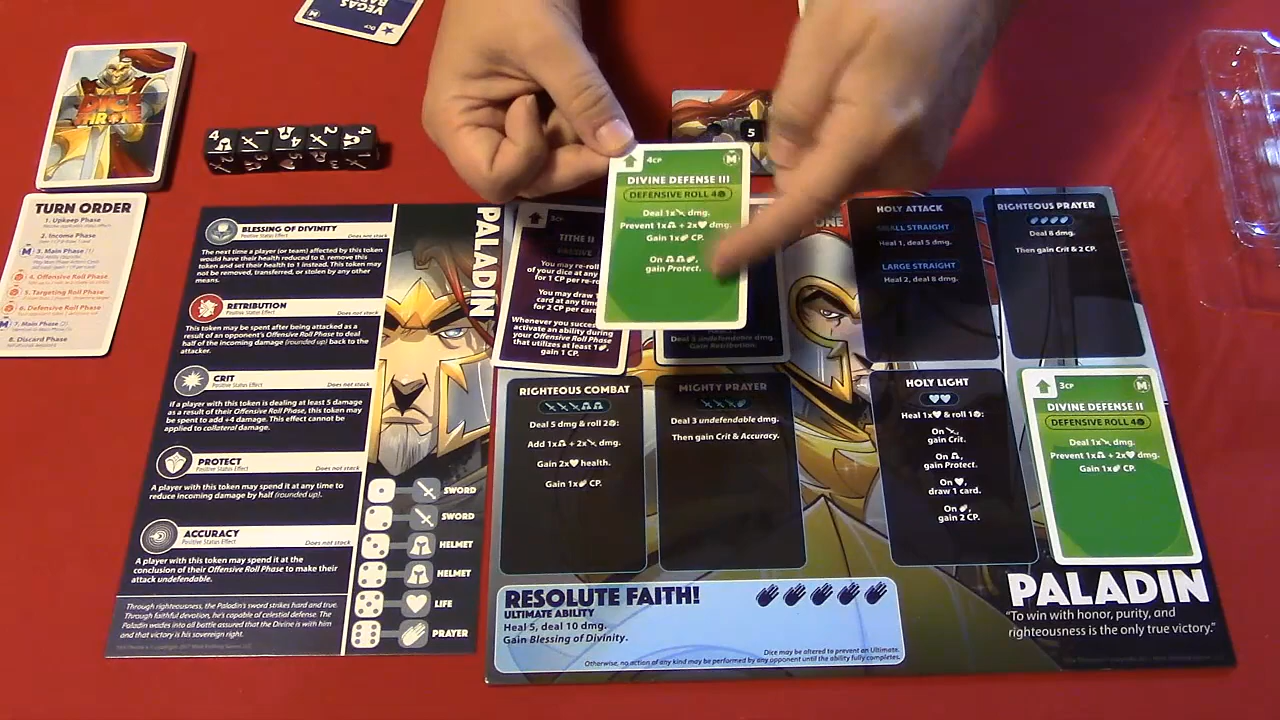 VEGAS
0CP
DICE
THRONE
4 1 4 2 4
TURN ORDER
1. Upkeep Phase
2. Income Phase
3. Main Phase (1)
4. Offensive Roll Phase
5. Targeting Roll Phase
6. Defensive Roll Phase
7. Main Phase (2)
8. Discard Phase
BLESSING OF DIVINITY
Positive Status Effect Does not stack
The next time a player (or team) affected by this token
would have their health reduced to 0, remove this
token and set their health to 1 instead. This token may
not be removed, transferred, or stolen by any other
means.
RETRIBUTION
Positive Status Effect Does not stack
This token may be spent after being attacked as a
result of an opponent's Offensive Roll Phase to deal
half of the incoming damage (rounded up) back to the
attacker.
CRIT
Positive Status Effect Does not stack
If a player with this token is dealing at least 5 damage
as a result of their Offensive Roll Phase, this token may
be spent to add +4 damage. This effect cannot be
applied to collateral damage.
PROTECT
Positive Status Effect Does not stack
A player with this token may spend it at any time to
reduce incoming damage by half (rounded up).
ACCURACY
Positive Status Effect Does not stack
A player with this token may spend it at the
conclusion of their Offensive Roll Phase to make their
attack undefendable.
Through righteousness, the Paladin's sword strikes hard and true.
Through faithful devotion, he's capable of celestial defense. The
Paladin wades into all battle assured that the Divine is with him
and that victory is his sovereign right.
SWORD
SWORD
HELMET
HELMET
LIFE
PRAYER
PALADIN
3CP
TITHE II
PASSIVE
You may re-roll
of your dice at any
for 1 CP per re-ro
You may draw
card at any time
for 2 CP per card
Whenever you success
activate an ability during
your Offensive Roll Phase
that utilizes at least 1
gain 1 CP.
5
4CP
DIVINE DEFENSE III
DEFENSIVE ROLL 4
Deal 1x dmg.
Prevent 1x + 2x dmg.
Gain 1x CP.
On
gain Protect.
Deal 5 undefendable dmg.
Gain Retribution.
HOLY ATTACK
SMALL STRAIGHT
Heal 1, deal 5 dmg.
LARGE STRAIGHT
Heal 2, deal 8 dmg.
RIGHTEOUS PRAYER
Deal 8 dmg.
Then gain Crit & 2 CP.
RIGHTEOUS COMBAT
Deal 5 dmg & roll 2:
Add 1x + 2x dmg.
Gain 2x health.
Gain 1x CP.
MIGHTY PRAYER
Deal 3 undefendable dmg.
Then gain Crit & Accuracy.
HOLY LIGHT
Heal 1x & roll 1:
On
gain Crit.
On
gain Protect.
On
draw 1 card.
On
gain 2 CP.
3CP
DIVINE DEFENSE II
DEFENSIVE ROLL 4
Deal 1x dmg.
Prevent 1x + 2x dmg.
Gain 1x CP.
RESOLUTE FAITH!
ULTIMATE ABILITY
Heal 5, deal 10 dmg.
Gain Blessing of Divinity.
Dice may be altered to prevent an Ultimate.
Otherwise, no action of any kind may be performed by any opponent until the ability fully completes.
PALADIN
"To win with honor, purity, and
righteousness is the only true victory."